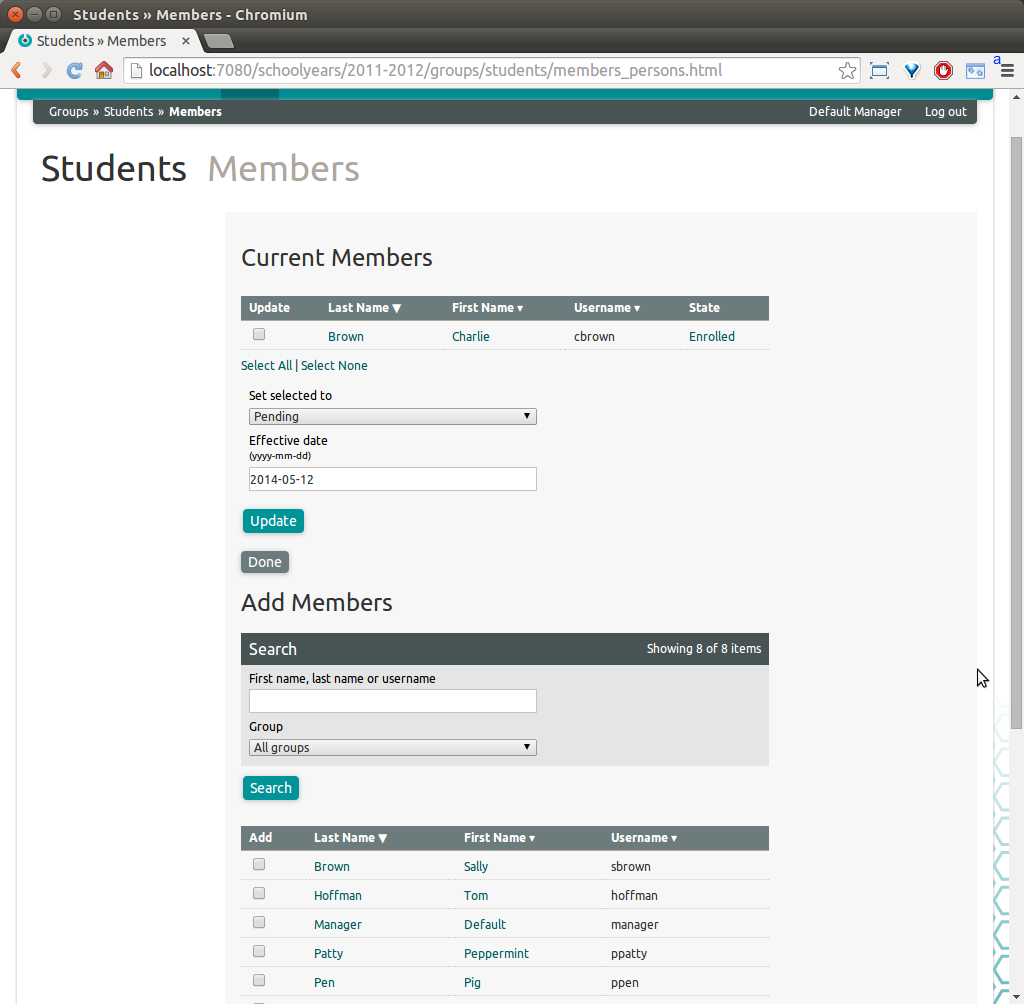 Students » Members - Chromium
Students » Members
localhost:7080/schoolyears/2011-2012/groups/students/members_persons.html
a
Groups » Students » Members Default Manager Log out
Students Members
Current Members
Update Last Name ▼ First Name ▾ Username ▾ State
Brown Charlie cbrown Enrolled
Select All | Select None
Set selected to
Pending
Effective date
(yyyy-mm-dd)
2014-05-12
Update
Done
Add Members
Search Showing 8 of 8 items
First name, last name or username
Group
All groups
Search
Add Last Name ▼ First Name ▾ Username ▾
Brown Sally sbrown
Hoffman Tom hoffman
Manager Default manager
Patty Peppermint ppatty
Pen Pig ppen